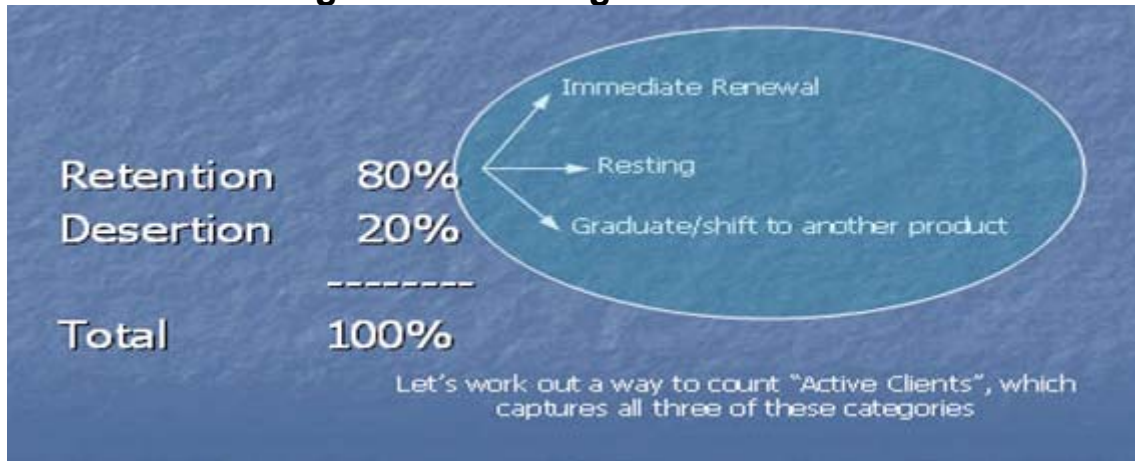 Immediate Renewal
Retention 80%
Resting
Desertion 20%
Graduate/shift to another product
--------
Total 100%
Let's work out a way to count "Active Clients", which
captures all three of these categories